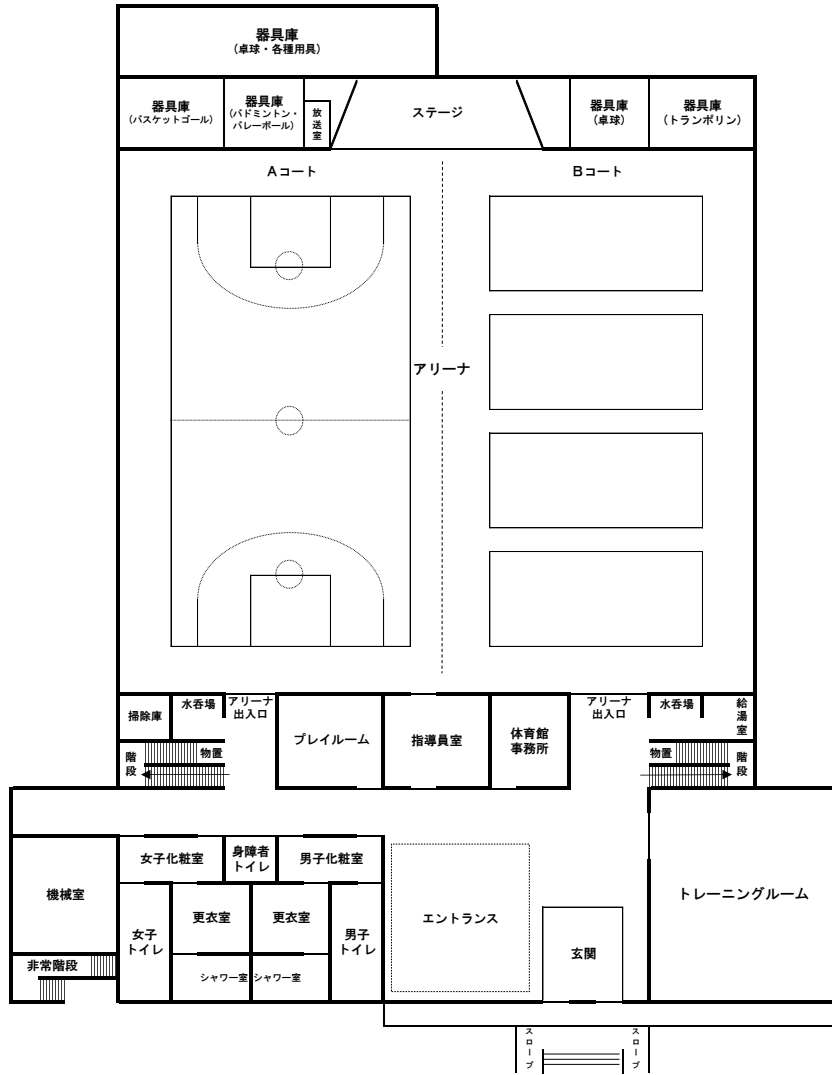 器具庫
(卓球・各種用具)
器具庫
(バスケットゴール)
器具庫
(バドミントン・
バレーボール)
放送室
ステージ
器具庫
(卓球)
器具庫
(トランポリン)
Aコート
Bコート
アリーナ
掃除庫
水呑場
アリーナ
出入口
プレイルーム
指導員室
体育館
事務所
アリーナ
出入口
水呑場
給湯室
階段
物置
物置
階段
女子化粧室
身障者
トイレ
男子化粧室
機械室
女子
トイレ
更衣室
更衣室
男子
トイレ
エントランス
玄関
トレーニングルーム
非常階段
シャワー室
シャワー室
スロープ
スロープ